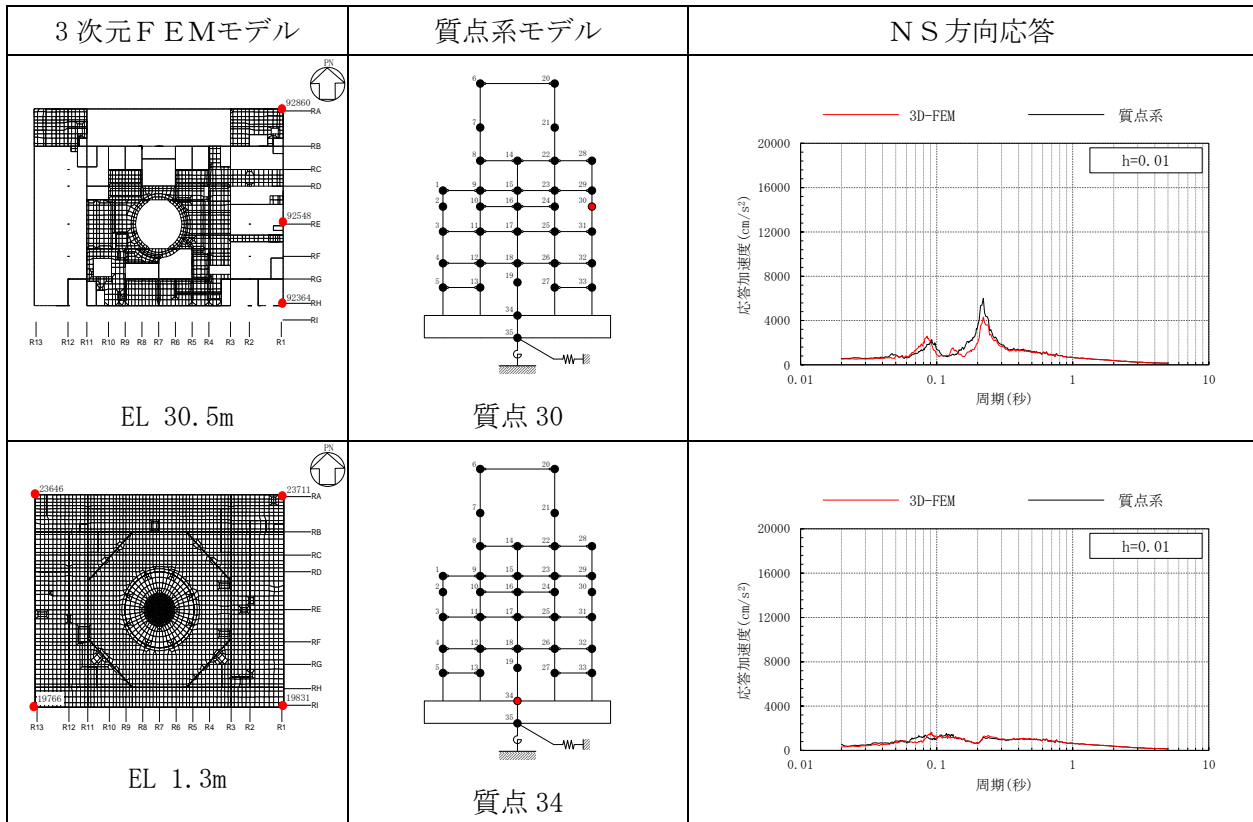 3次元ＦＥＭモデル
質点系モデル
ＮＳ方向応答
PN
92860
RA
RB
RC
RD
92548
RE
RF
RG
92364
RH
RI
R13 R12 R11 R10 R9 R8 R7 R6 R5 R4 R3 R2 R1
EL 30.5m
6 20
7 21
8 14 22 28
1 9 15 23 29
2 10 16 24 30
3 11 17 25 31
4 12 18 26 32
5 13 19 27 33
34
35
質点 30
3D-FEM
質点系
h=0.01
20000
16000
12000
8000
4000
0
応答加速度(cm/s²)
0.01 0.1 1 10
周期(秒)
PN
23646
23711
RA
RB
RC
RD
RE
RF
RG
RH
19766
19831
RI
R13 R12 R11 R10 R9 R8 R7 R6 R5 R4 R3 R2 R1
EL 1.3m
6 20
7 21
8 14 22 28
1 9 15 23 29
2 10 16 24 30
3 11 17 25 31
4 12 18 26 32
5 13 19 27 33
34
35
質点 34
3D-FEM
質点系
h=0.01
20000
16000
12000
8000
4000
0
応答加速度(cm/s²)
0.01 0.1 1 10
周期(秒)